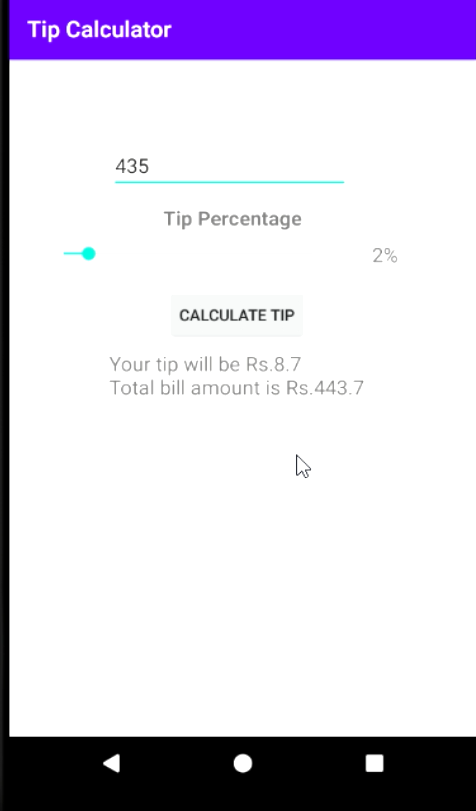 Tip Calculator
435
Tip Percentage
2%
CALCULATE TIP
Your tip will be Rs.8.7
Total bill amount is Rs.443.7